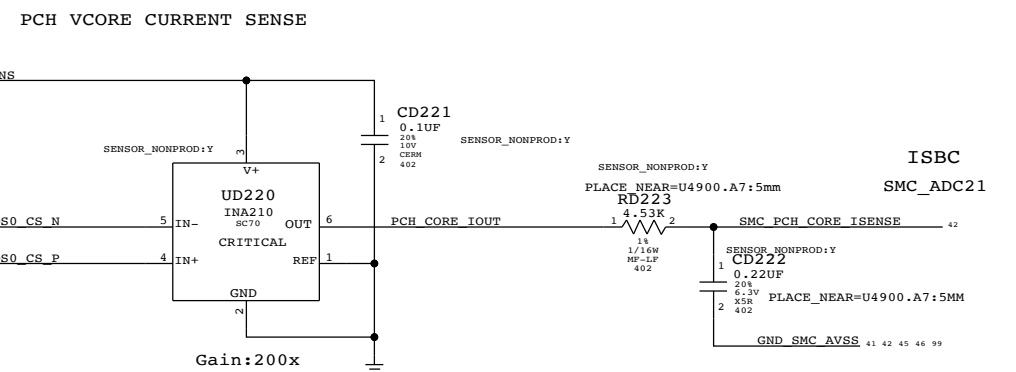 PCH VCORE CURRENT SENSE
NS
1
CD221
0.1UF
20%
10V
CERM
402
2
SENSOR_NONPROD:Y
SENSOR_NONPROD:Y
3
V+
UD220
INA210
SC70
CRITICAL
S0_CS_N
5
IN-
OUT
6
PCH_CORE_IOUT
S0_CS_P
4
IN+
REF
1
GND
2
Gain:200x
SENSOR_NONPROD:Y
PLACE_NEAR=U4900.A7:5mm
RD223
4.53K
1
2
1%
1/16W
MF-LF
402
ISBC
SMC_ADC21
SMC_PCH_CORE_ISENSE
42
SENSOR_NONPROD:Y
1
CD222
0.22UF
20%
6.3V
X5R
402
2
PLACE_NEAR=U4900.A7:5MM
GND_SMC_AVSS
41 42 45 46 99